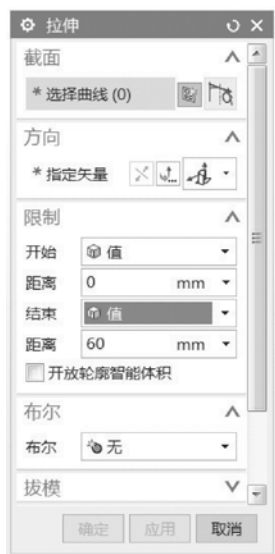 拉伸
截面
* 选择曲线 (0)
方向
* 指定矢量
限制
开始 值
距离 0 mm
结束 值
距离 60 mm
开放轮廓智能体积
布尔
布尔 无
拔模
确定 应用 取消